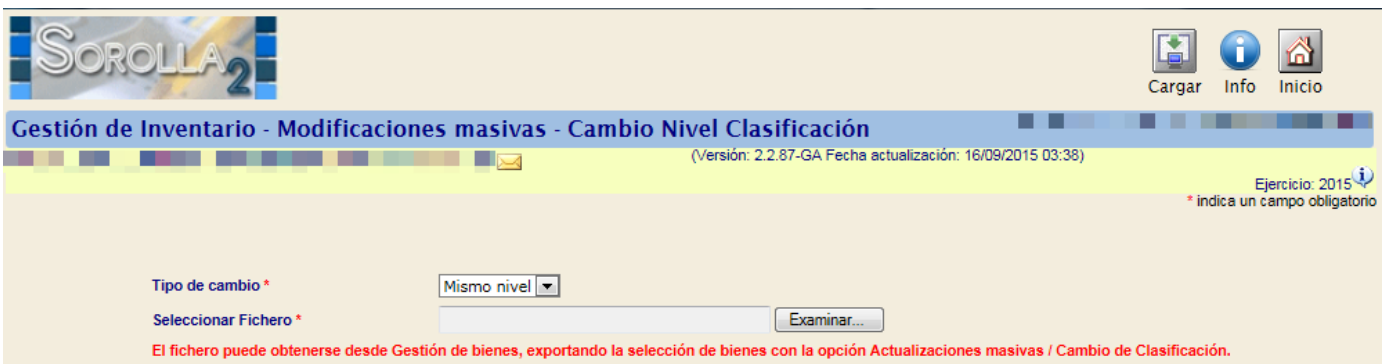 SOROLLA2
Cargar Info Inicio
Gestión de Inventario - Modificaciones masivas - Cambio Nivel Clasificación
(Versión: 2.2.87-GA Fecha actualización: 16/09/2015 03:38)
Ejercicio: 2015
* indica un campo obligatorio
Tipo de cambio * Mismo nivel
Seleccionar Fichero * Examinar...
El fichero puede obtenerse desde Gestión de bienes, exportando la selección de bienes con la opción Actualizaciones masivas / Cambio de Clasificación.